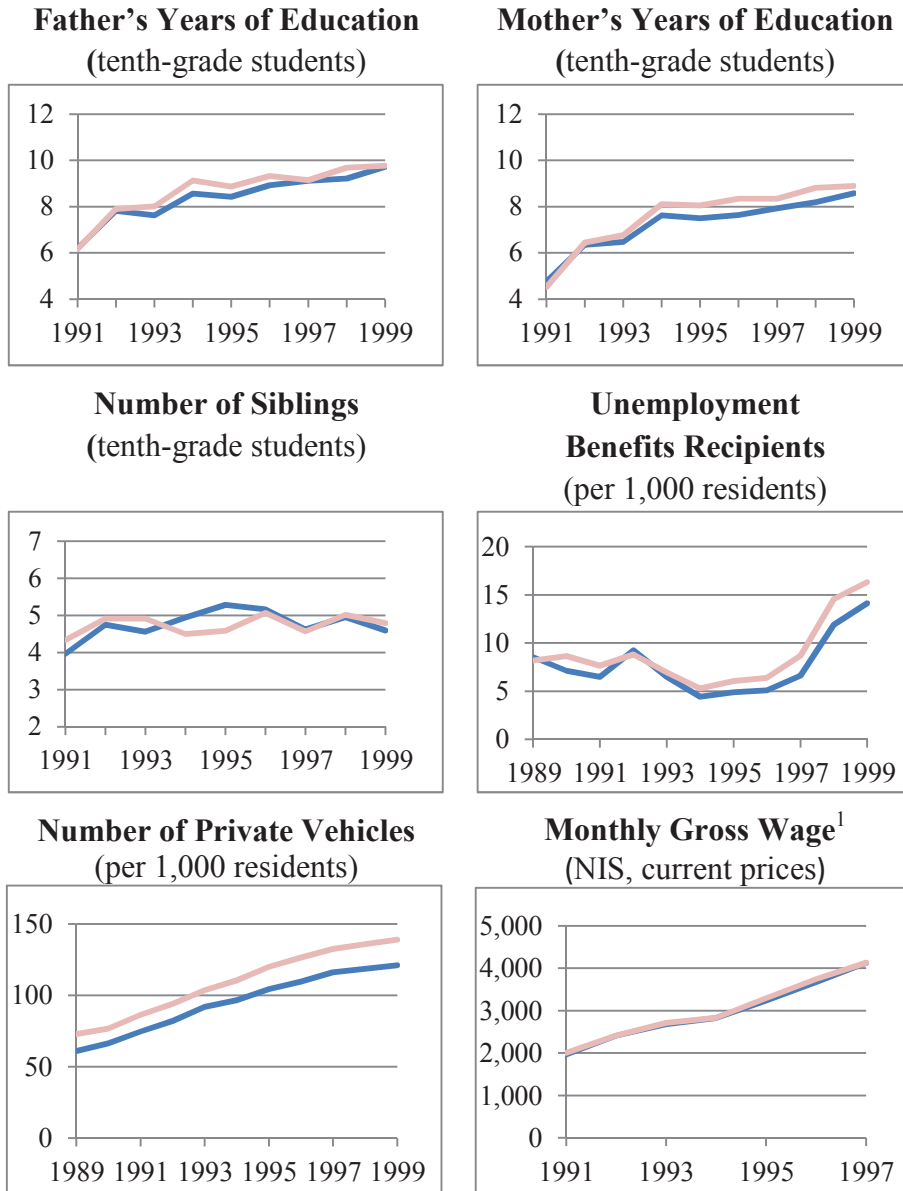 Father’s Years of Education
(tenth-grade students)
12
10
8
6
4
1991 1993 1995 1997 1999
Mother’s Years of Education
(tenth-grade students)
12
10
8
6
4
1991 1993 1995 1997 1999
Number of Siblings
(tenth-grade students)
7
6
5
4
3
2
1991 1993 1995 1997 1999
Unemployment
Benefits Recipients
(per 1,000 residents)
20
15
10
5
0
1989 1991 1993 1995 1997 1999
Number of Private Vehicles
(per 1,000 residents)
150
100
50
0
1989 1991 1993 1995 1997 1999
Monthly Gross Wage¹
(NIS, current prices)
5,000
4,000
3,000
2,000
1,000
0
1991 1993 1995 1997